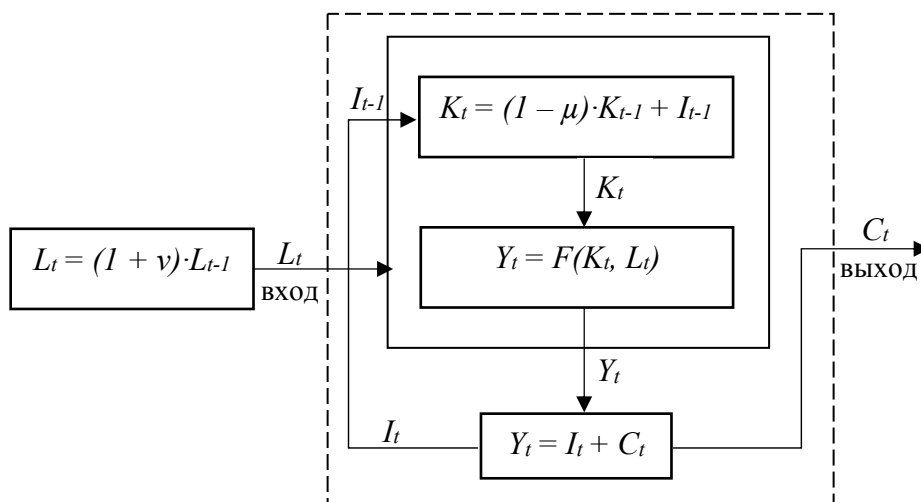 I_{t-1}
K_t = (1 – μ)·K_{t-1} + I_{t-1}
K_t
L_t = (1 + ν)·L_{t-1}
L_t
вход
Y_t = F(K_t, L_t)
C_t
выход
Y_t
I_t
Y_t = I_t + C_t